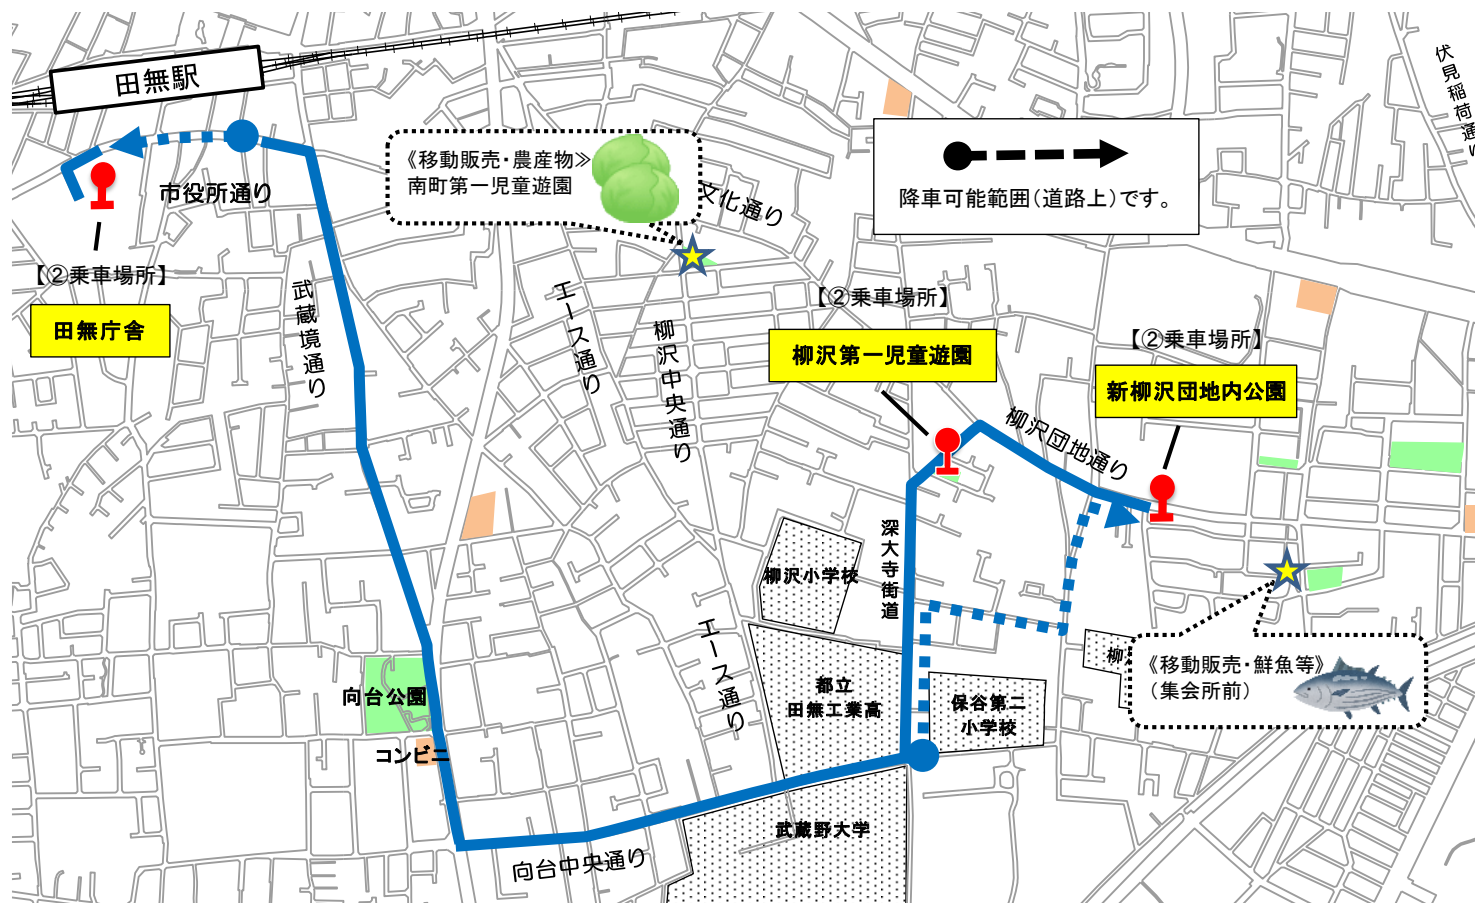 田無駅
伏見稲荷通り
《移動販売・農産物≫
南町第一児童遊園
文化通り
降車可能範囲（道路上）です。
市役所通り
【②乗車場所】
田無庁舎
武蔵境通り
エース通り
柳沢中央通り
【②乗車場所】
柳沢第一児童遊園
【②乗車場所】
新柳沢団地内公園
柳沢団地通り
深大寺街道
柳沢小学校
エース通り
都立
田無工業高
保谷第二
小学校
柳
《移動販売・鮮魚等》
（集会所前）
向台公園
コンビニ
武蔵野大学
向台中央通り